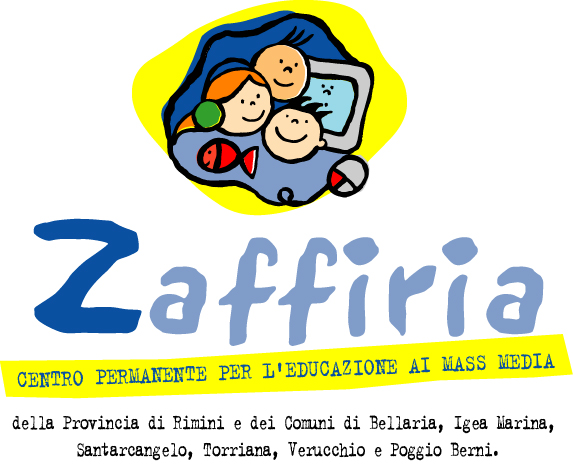 Zaffiria
CENTRO PERMANENTE PER L'EDUCAZIONE AI MASS MEDIA
della Provincia di Rimini e dei Comuni di Bellaria, Igea Marina,
Santarcangelo, Torriana, Verucchio e Poggio Berni.